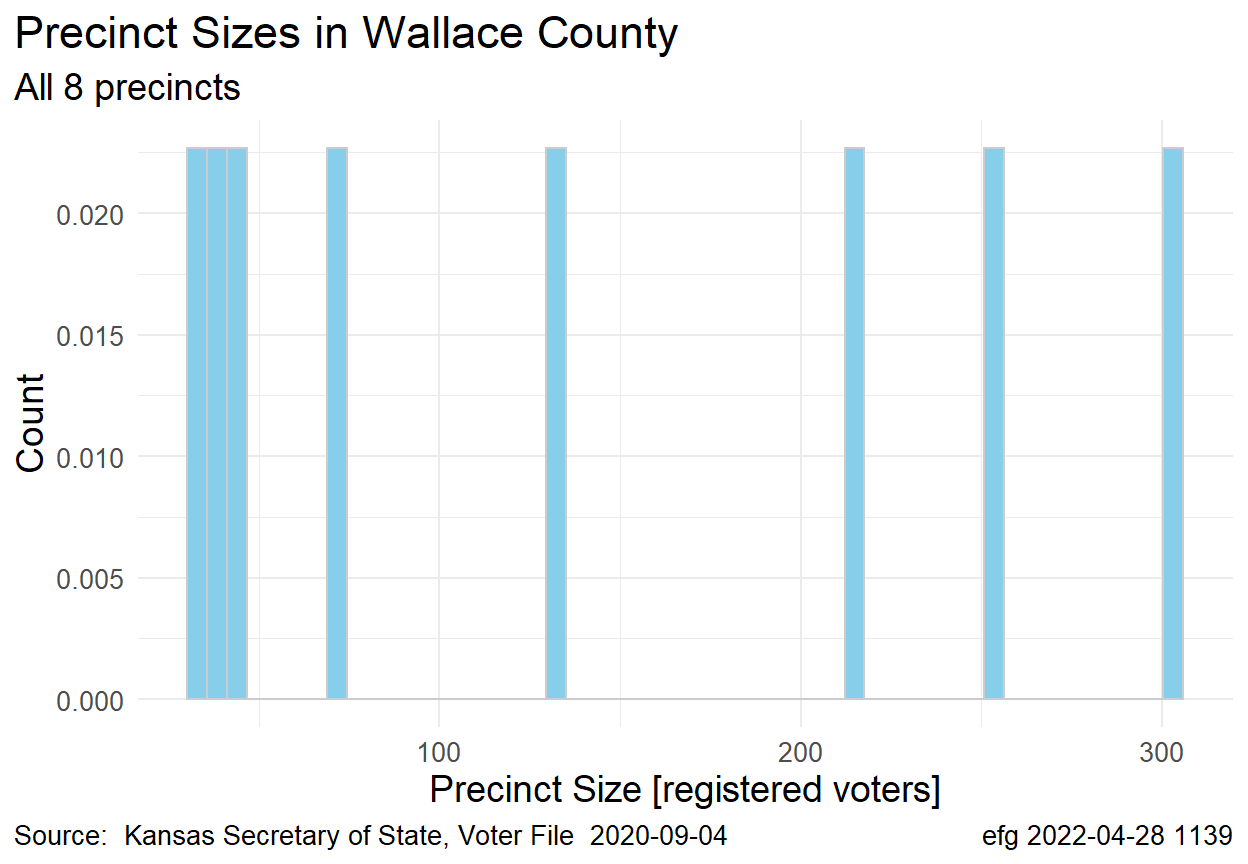 Precinct Sizes in Wallace County
All 8 precincts
0.020
0.015
0.010
0.005
0.000
Count
100 200 300
Precinct Size [registered voters]
Source:  Kansas Secretary of State, Voter File  2020-09-04
efg 2022-04-28 1139